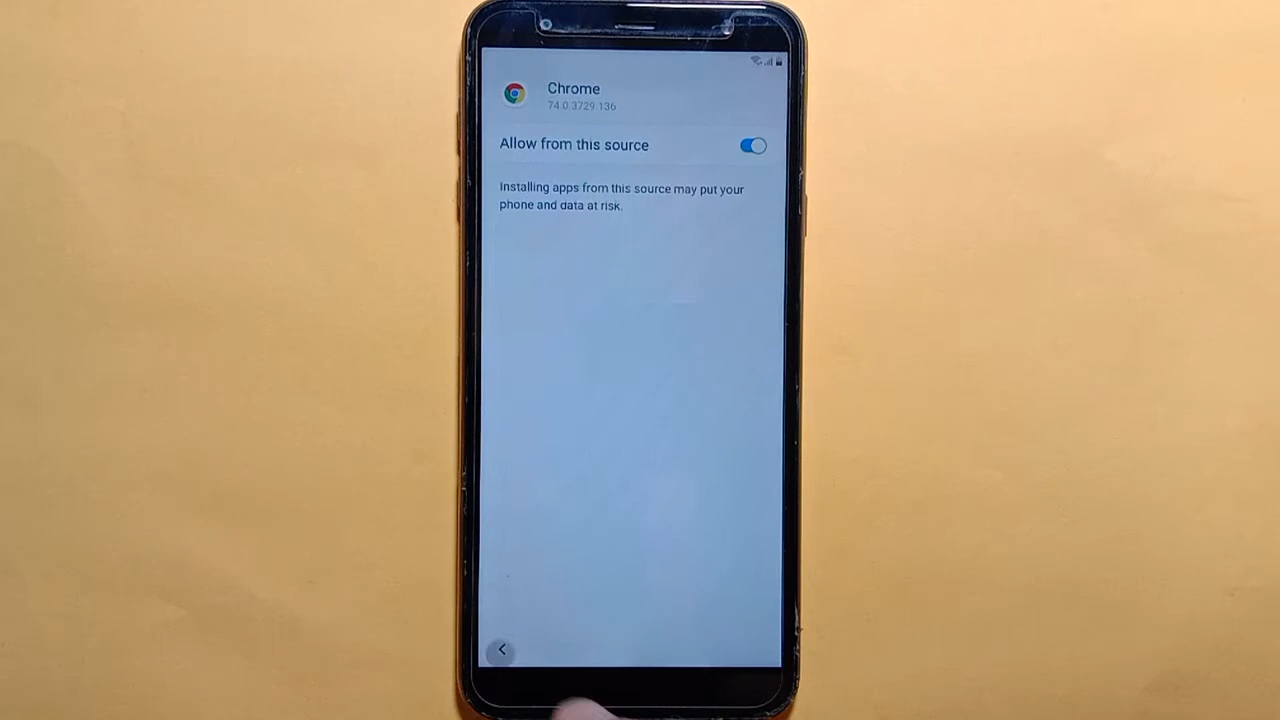 Chrome
74.0.3729.136
Allow from this source
Installing apps from this source may put your
phone and data at risk.